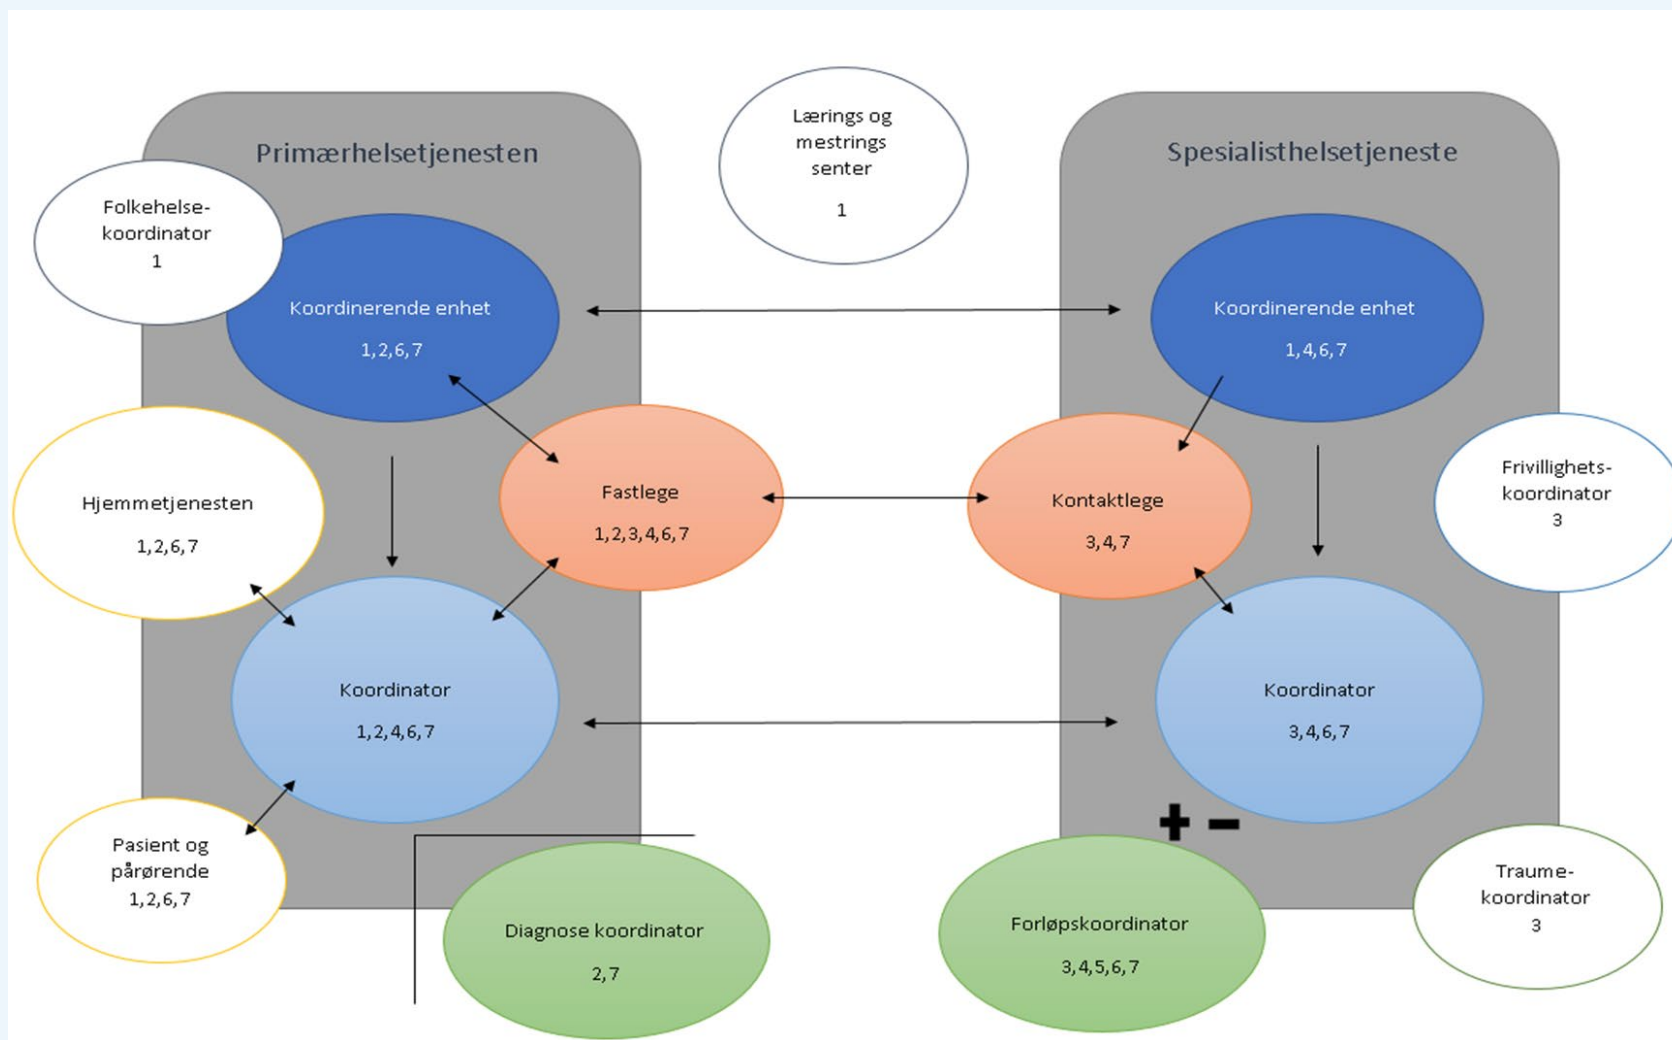 Primærhelsetjenesten
Folkehelse-
koordinator
1
Koordinerende enhet
1,2,6,7
Hjemmetjenesten
1,2,6,7
Fastlege
1,2,3,4,6,7
Koordinator
1,2,4,6,7
Pasient og
pårørende
1,2,6,7
Diagnose koordinator
2,7
Lærings og
mestrings
senter
1
Spesialisthelsetjeneste
Koordinerende enhet
1,4,6,7
Kontaktlege
3,4,7
Frivillighets-
koordinator
3
Koordinator
3,4,6,7
+ -
Forløpskoordinator
3,4,5,6,7
Traume-
koordinator
3